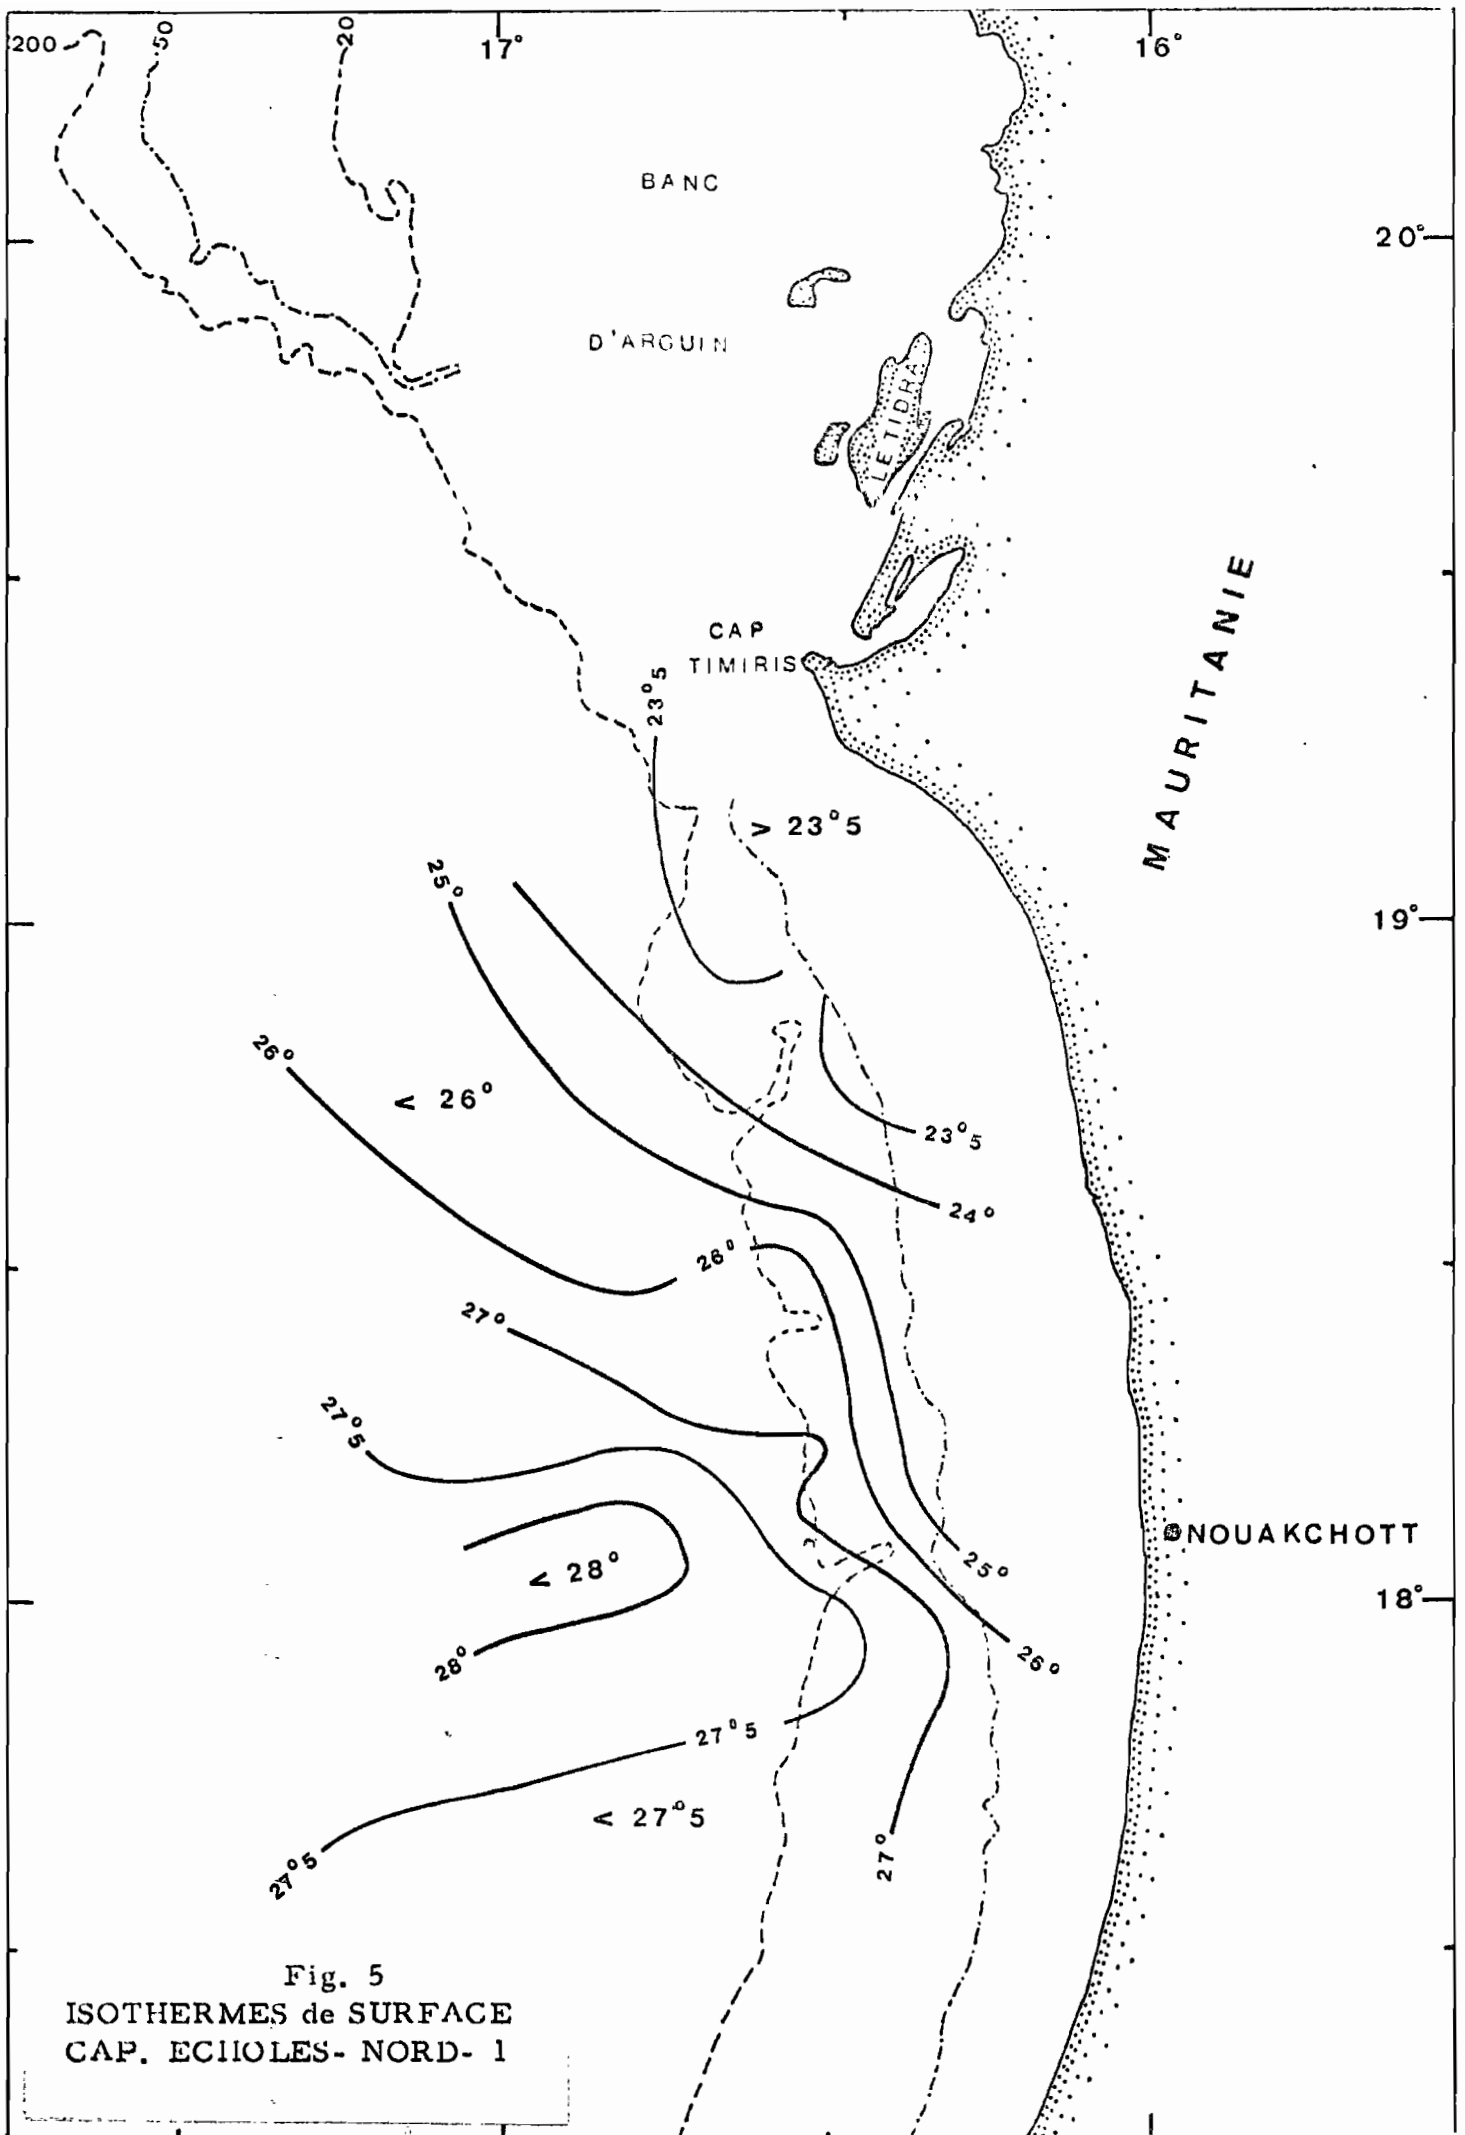 200
50
20
17°
16°
BANC
20°
D'ARGUIN
LE TIDRA
MAURITANIE
CAP
TIMIRIS
23°5
> 23°5
25°
19°
26°
< 26°
23°5
24°
26°
27°
27°5
NOUAKCHOTT
25°
< 28°
18°
28°
26°
27°5
< 27°5
27°
27°5
Fig. 5
ISOTHERMES de SURFACE
CAP. ECHOLES- NORD- 1